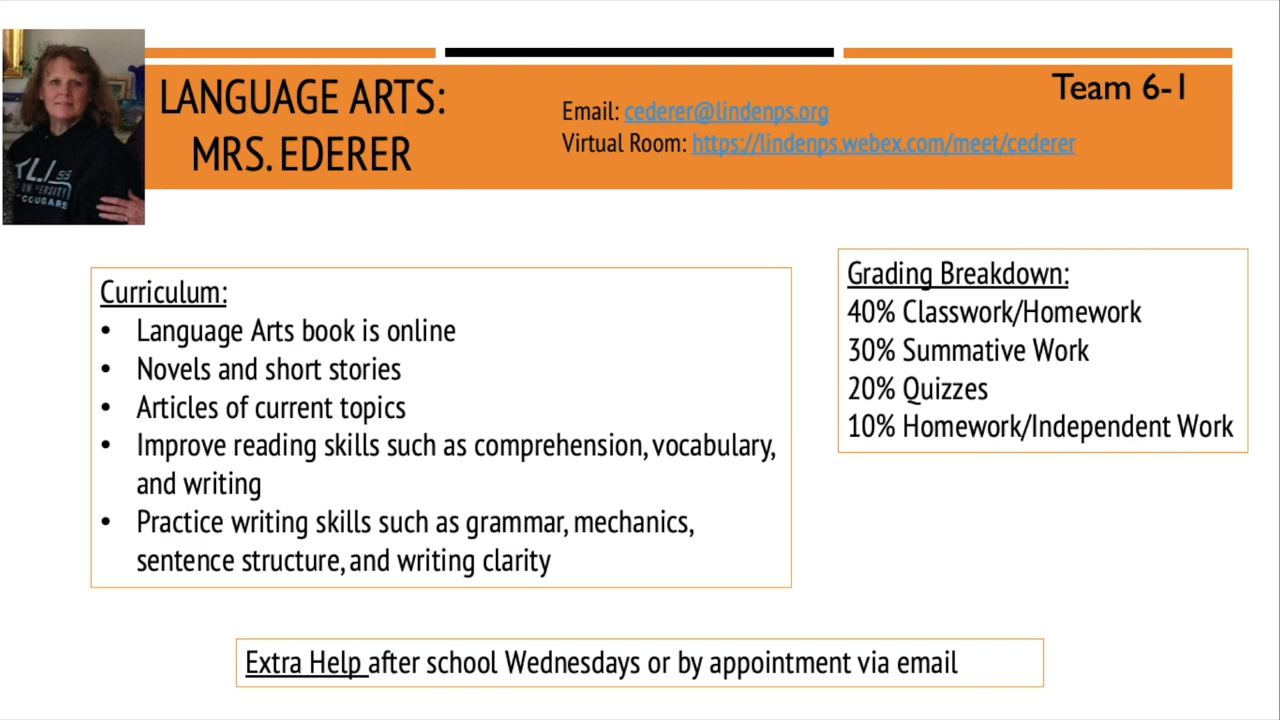 LANGUAGE ARTS:
MRS. EDERER
Email: cederer@lindenps.org
Virtual Room: https://lindenps.webex.com/meet/cederer
Team 6-1
COUGARS
Curriculum:
• Language Arts book is online
• Novels and short stories
• Articles of current topics
• Improve reading skills such as comprehension, vocabulary,
and writing
• Practice writing skills such as grammar, mechanics,
sentence structure, and writing clarity
Grading Breakdown:
40% Classwork/Homework
30% Summative Work
20% Quizzes
10% Homework/Independent Work
Extra Help after school Wednesdays or by appointment via email